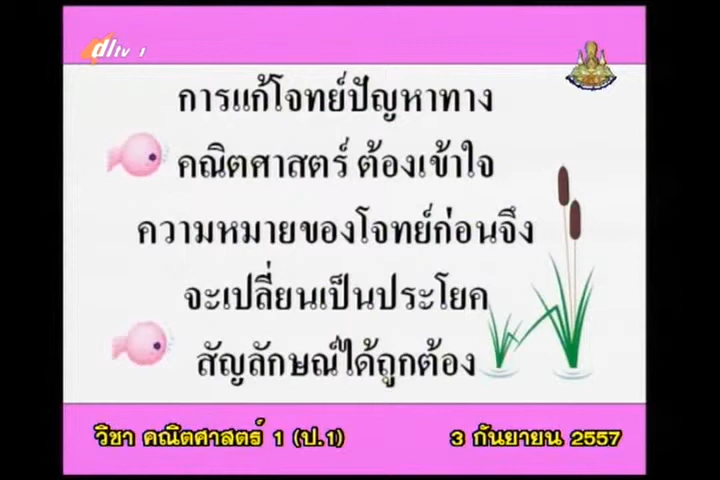 dltv 1
การแก้โจทย์ปัญหาทาง
คณิตศาสตร์ ต้องเข้าใจ
ความหมายของโจทย์ก่อนจึง
จะเปลี่ยนเป็นประโยค
สัญลักษณ์ได้ถูกต้อง
วิชา คณิตศาสตร์ 1 (ป.1)
3 กันยายน 2557